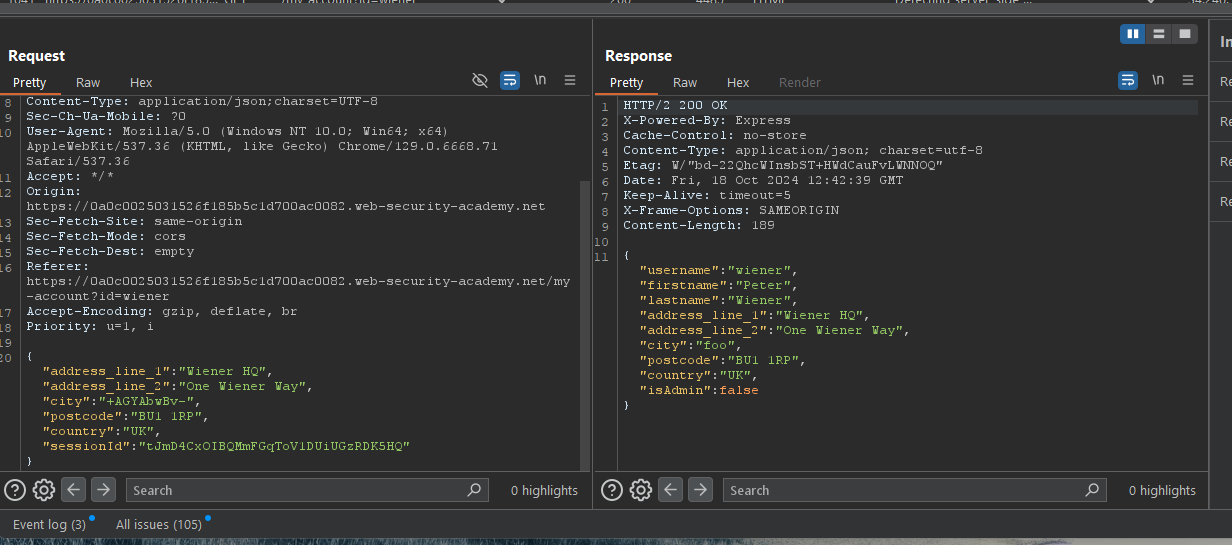 Request
Pretty Raw Hex
\n
8 Content-Type: application/json;charset=UTF-8
9 Sec-Ch-Ua-Mobile: ?0
10 User-Agent: Mozilla/5.0 (Windows NT 10.0; Win64; x64)
AppleWebKit/537.36 (KHTML, like Gecko) Chrome/129.0.6668.71
Safari/537.36
11 Accept: */*
12 Origin:
https://0a0c0025031526f185b5c1d700ac0082.web-security-academy.net
13 Sec-Fetch-Site: same-origin
14 Sec-Fetch-Mode: cors
15 Sec-Fetch-Dest: empty
16 Referer:
https://0a0c0025031526f185b5c1d700ac0082.web-security-academy.net/my
-account?id=wiener
17 Accept-Encoding: gzip, deflate, br
18 Priority: u=1, i
19
20 {
"address_line_1":"Wiener HQ",
"address_line_2":"One Wiener Way",
"city":"+AGYAbwBv-",
"postcode":"BU1 1RP",
"country":"UK",
"sessionId":"tJmD4CxOIBQMmFGqToV1DUiUGzRDK5HQ"
}
Search
0 highlights
Response
Pretty Raw Hex Render
\n
1 HTTP/2 200 OK
2 X-Powered-By: Express
3 Cache-Control: no-store
4 Content-Type: application/json; charset=utf-8
5 Etag: W/"bd-22QhcWInsbST+HWdCauFvLWNNOQ"
6 Date: Fri, 18 Oct 2024 12:42:39 GMT
7 Keep-Alive: timeout=5
8 X-Frame-Options: SAMEORIGIN
9 Content-Length: 189
10
11 {
"username":"wiener",
"firstname":"Peter",
"lastname":"Wiener",
"address_line_1":"Wiener HQ",
"address_line_2":"One Wiener Way",
"city":"foo",
"postcode":"BU1 1RP",
"country":"UK",
"isAdmin":false
}
Search
0 highlights
In
Re
Re
Re
Re
Event log (3) All issues (105)